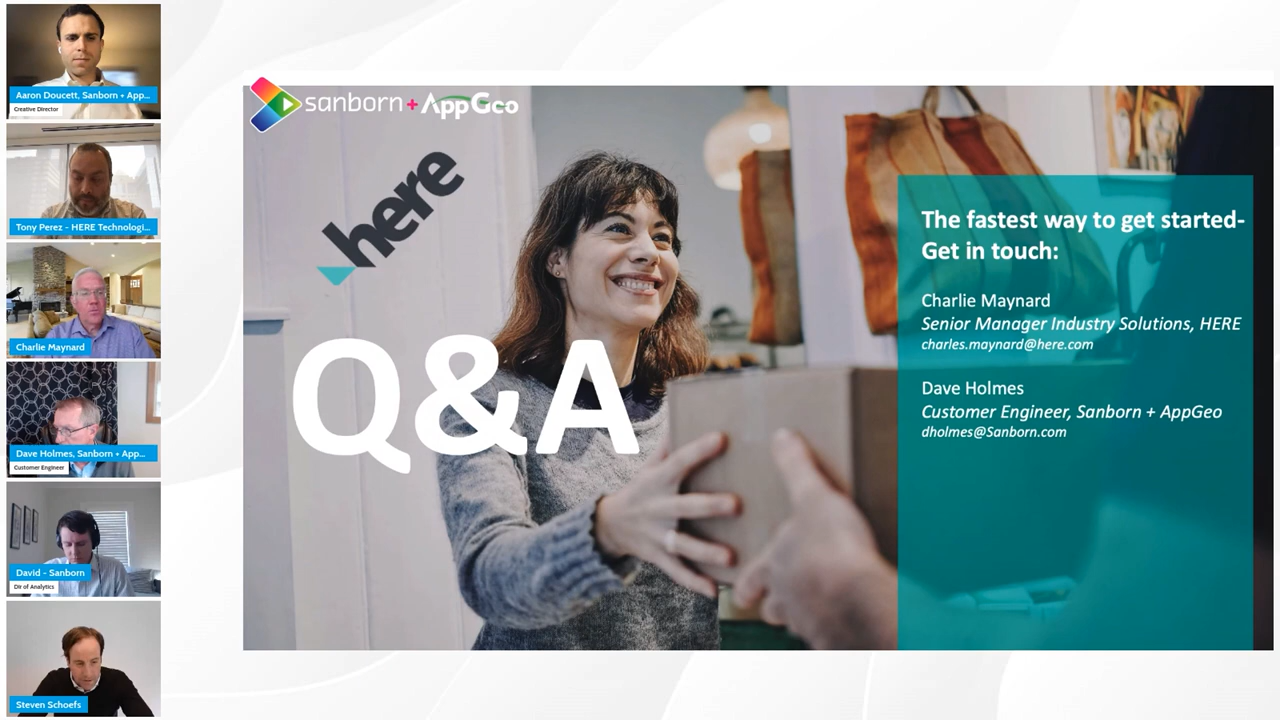 Aaron Doucett, Sanborn + App...
Creative Director
Tony Perez - HERE Technologi...
Charlie Maynard
Dave Holmes, Sanborn + App...
Customer Engineer
David - Sanborn
Dir of Analytics
Steven Schoefs
sanborn + AppGeo
here
Q&A
The fastest way to get started-
Get in touch:
Charlie Maynard
Senior Manager Industry Solutions, HERE
charles.maynard@here.com
Dave Holmes
Customer Engineer, Sanborn + AppGeo
dholmes@Sanborn.com